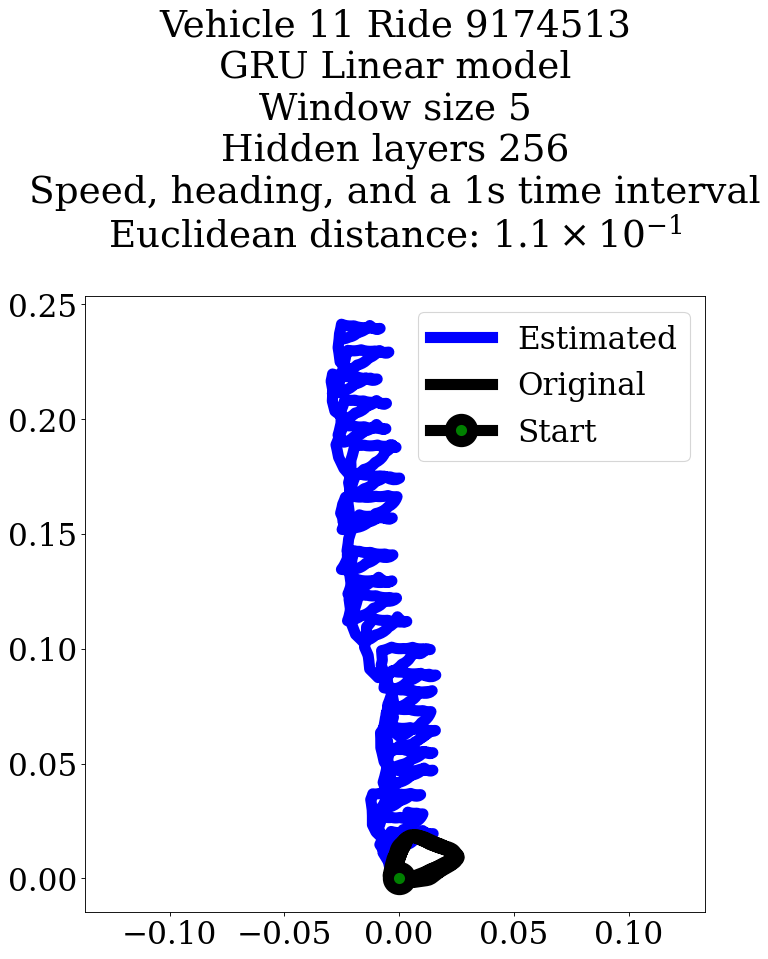 Vehicle 11 Ride 9174513
GRU Linear model
Window size 5
Hidden layers 256
Speed, heading, and a 1s time interval
Euclidean distance: 1.1 × 10⁻¹
Estimated
Original
Start
0.25
0.20
0.15
0.10
0.05
0.00
−0.10 −0.05 0.00 0.05 0.10